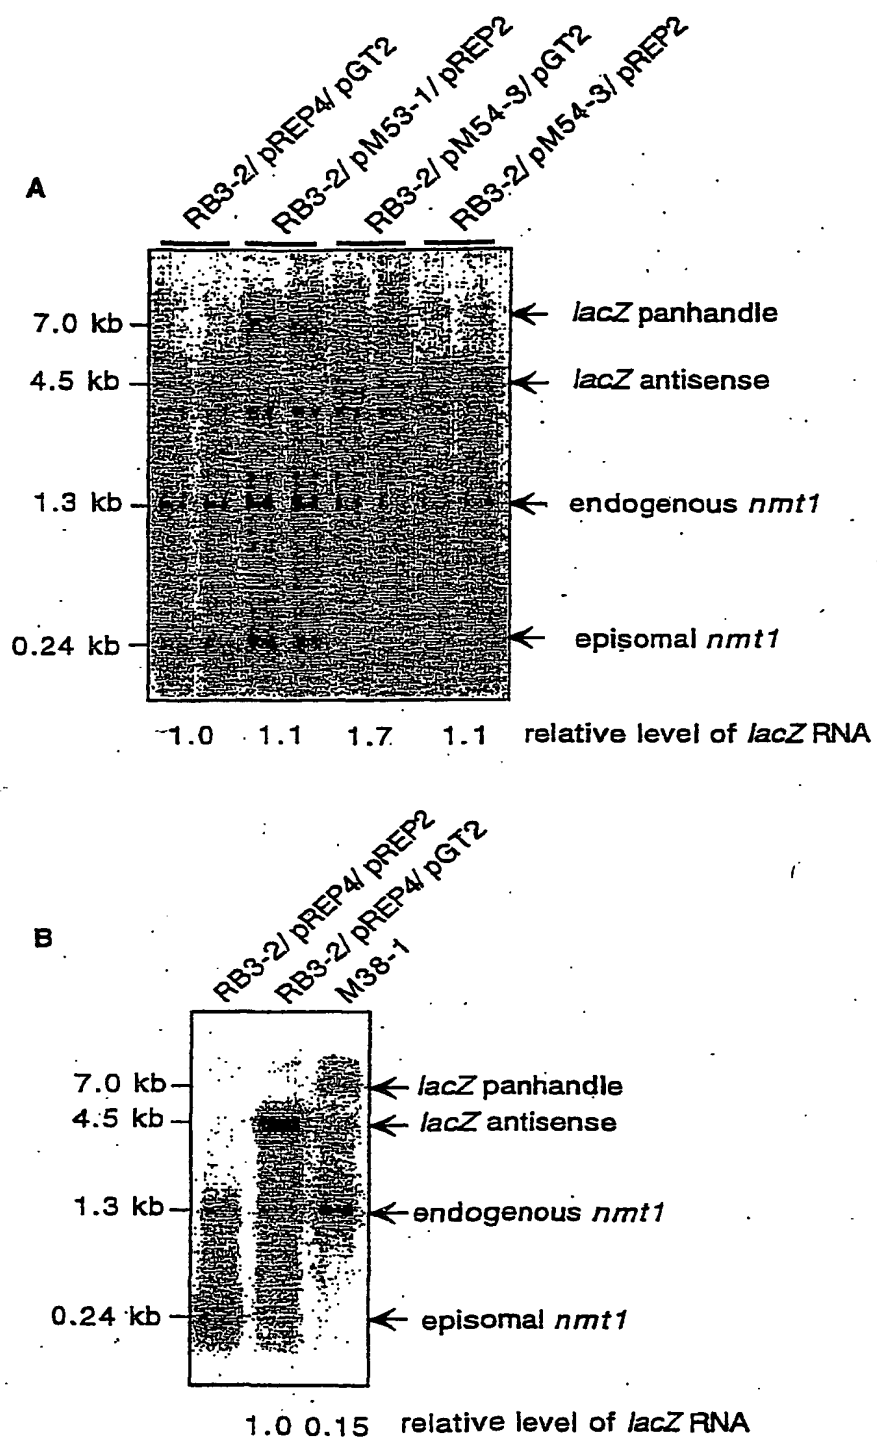 RB3-2/ pREP4/ pGT2
RB3-2/ pM53-1/ pREP2
RB3-2/ pM54-3/ pGT2
RB3-2/ pM54-3/ pREP2
A
7.0 kb
lacZ panhandle
4.5 kb
lacZ antisense
1.3 kb
endogenous nmt1
0.24 kb
episomal nmt1
1.0 1.1 1.7 1.1 relative level of lacZ RNA
RB3-2/ pREP4/ pREP2
RB3-2/ pREP4/ pGT2
M38-1
B
7.0 kb
lacZ panhandle
4.5 kb
lacZ antisense
1.3 kb
endogenous nmt1
0.24 kb
episomal nmt1
1.0 0.15 relative level of lacZ RNA